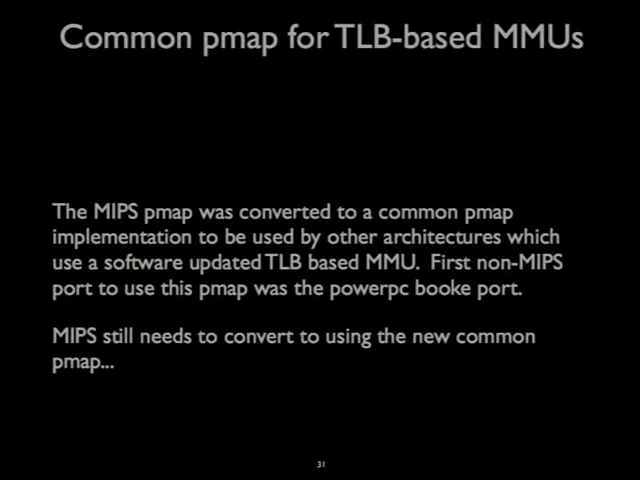 Common pmap for TLB-based MMUs
The MIPS pmap was converted to a common pmap
implementation to be used by other architectures which
use a software updated TLB based MMU.  First non-MIPS
port to use this pmap was the powerpc booke port.
MIPS still needs to convert to using the new common
pmap...
31